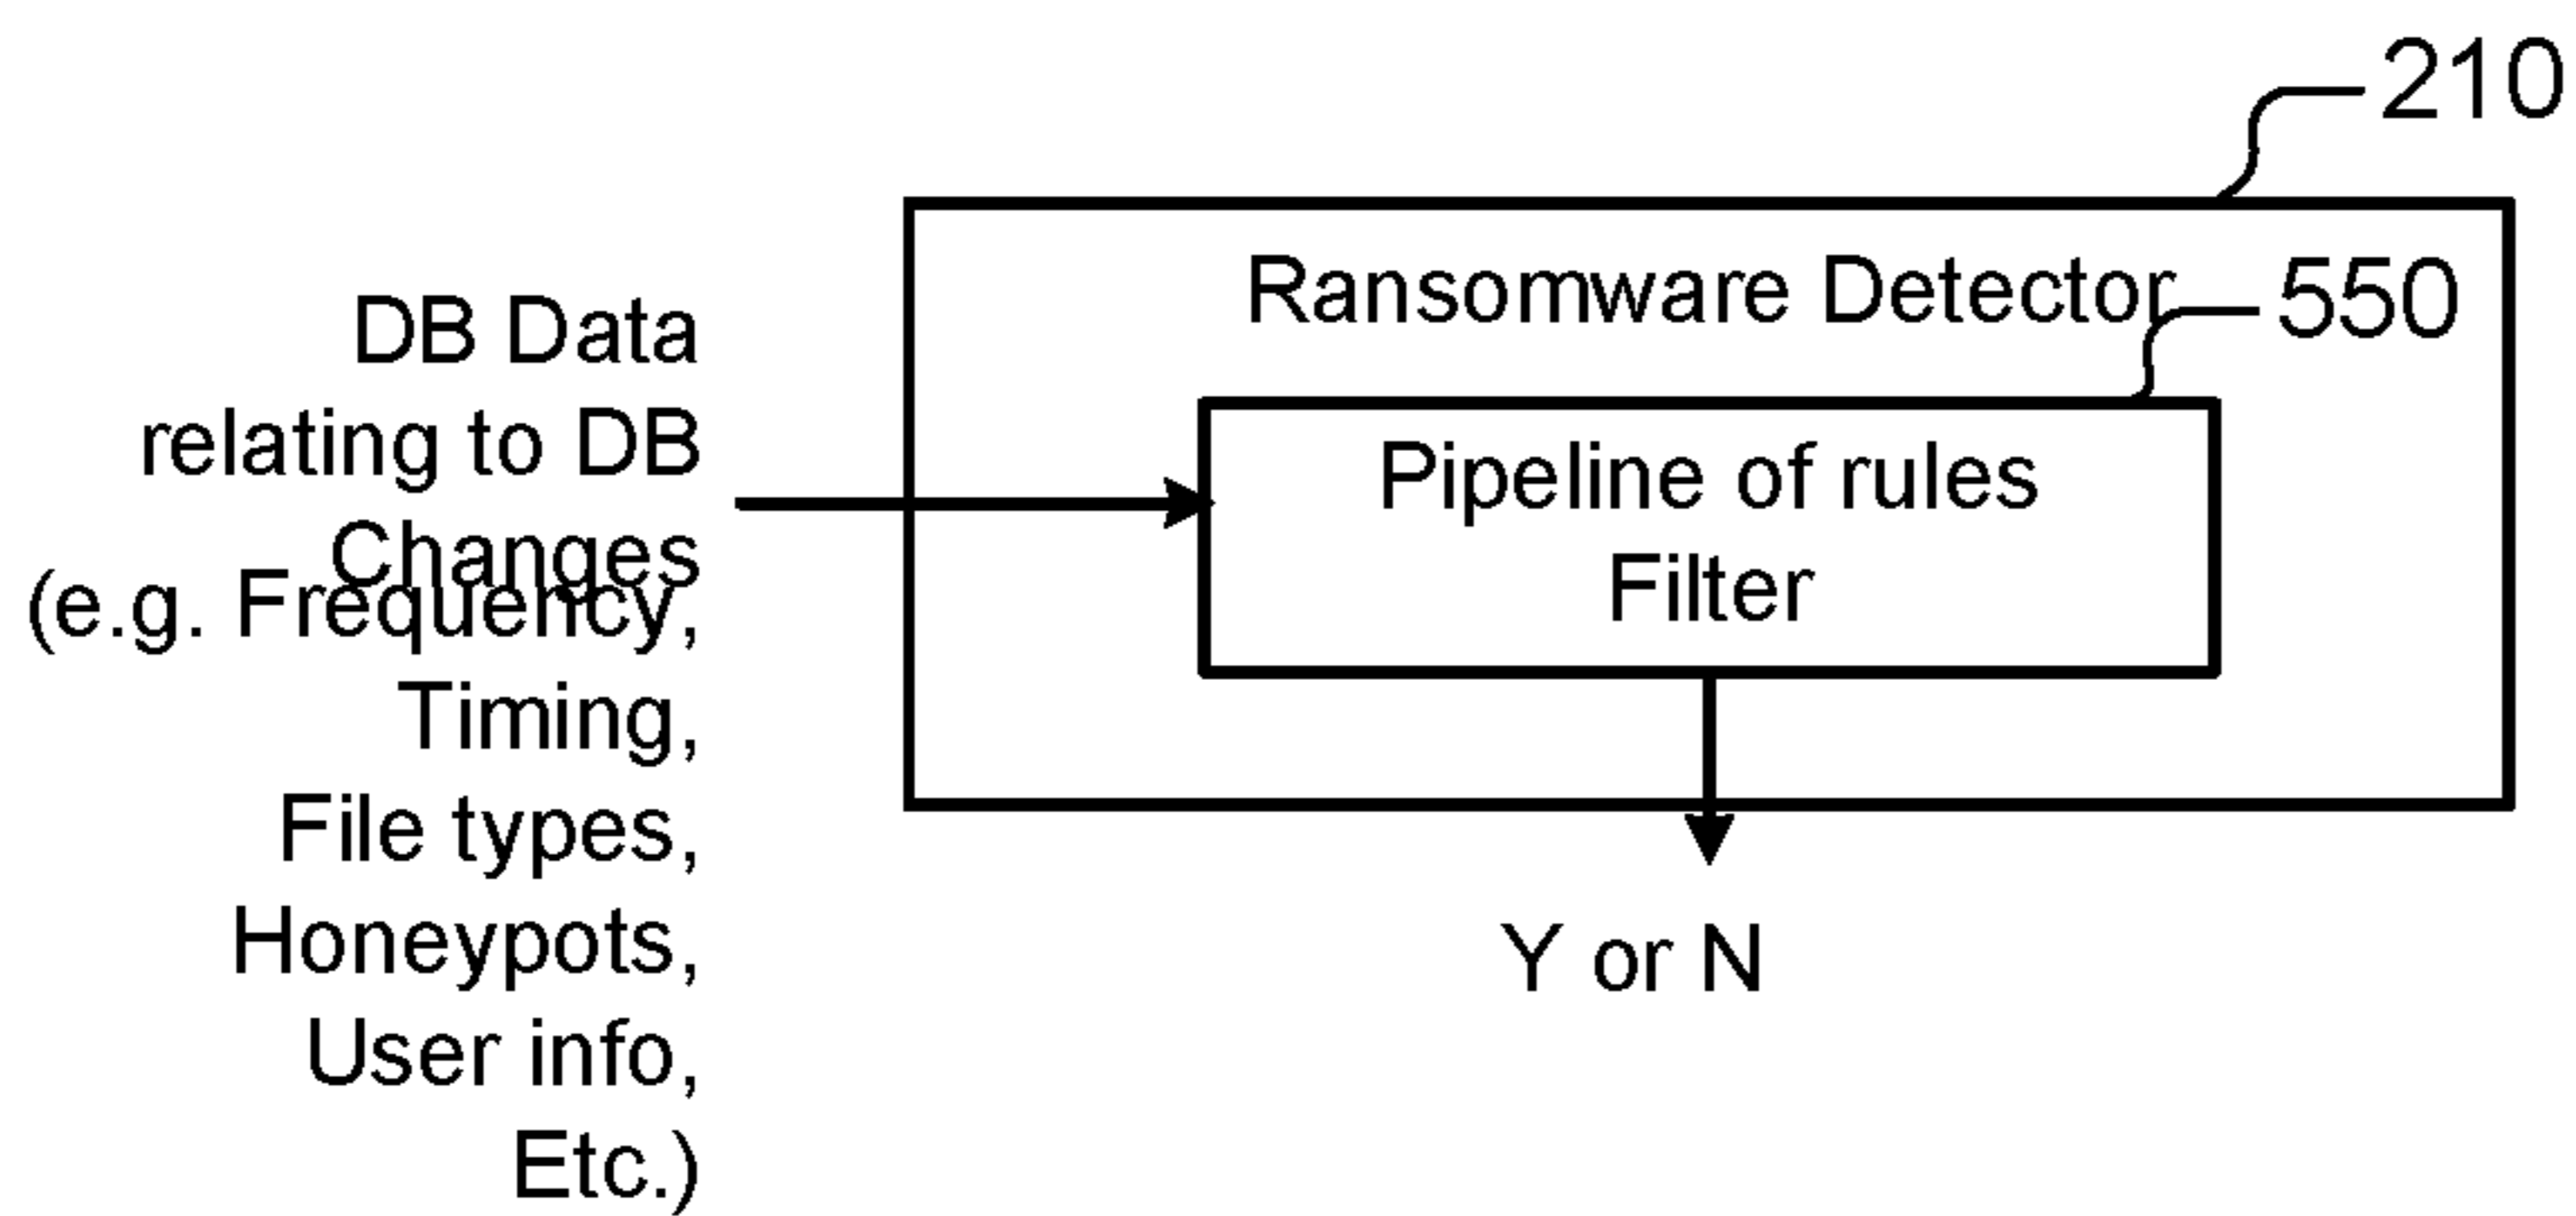 210
Ransomware Detector
550
DB Data
relating to DB
Changes
(e.g. Frequency,
Timing,
File types,
Honeypots,
User info,
Etc.)
Pipeline of rules
Filter
Y or N